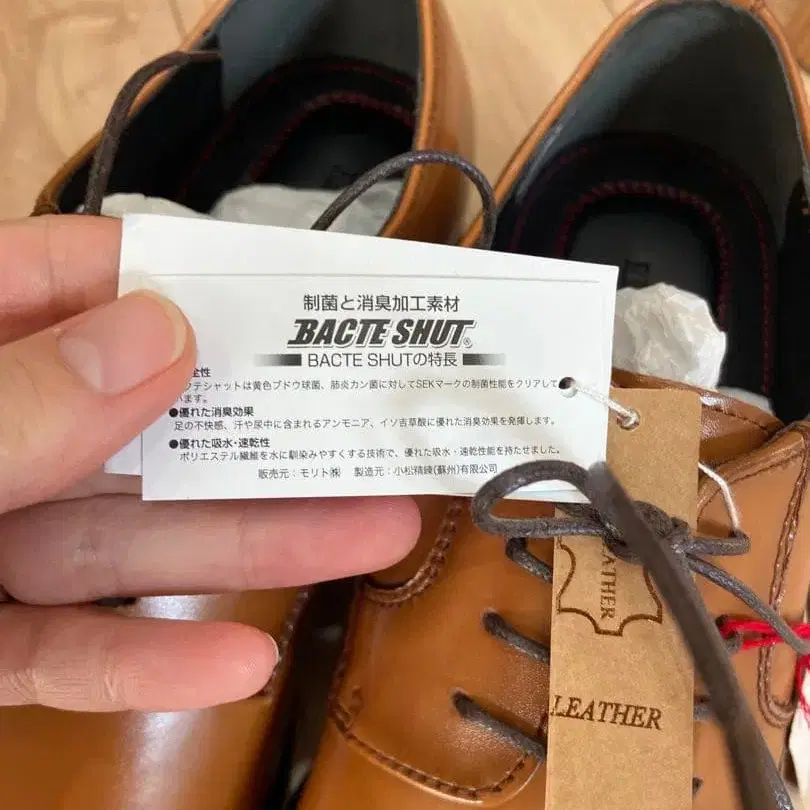 制菌と消臭加工素材
BACTE SHUT®
BACTE SHUTの特長
全性
クテシャットは黄色ブドウ球菌、肺炎カン菌に対してSEKマークの制菌性能をクリアして
います。
●優れた消臭効果
足の不快感、汗や尿中に含まれるアンモニア、イソ吉草酸に優れた消臭効果を発揮します。
●優れた吸水・速乾性
ポリエステル繊維を水に馴染みやすくする技術で、優れた吸水・速乾性能を持たせました。
販売元：モリト㈱ 製造元：小松精練(蘇州)有限公司
LEATHER
LEATHER